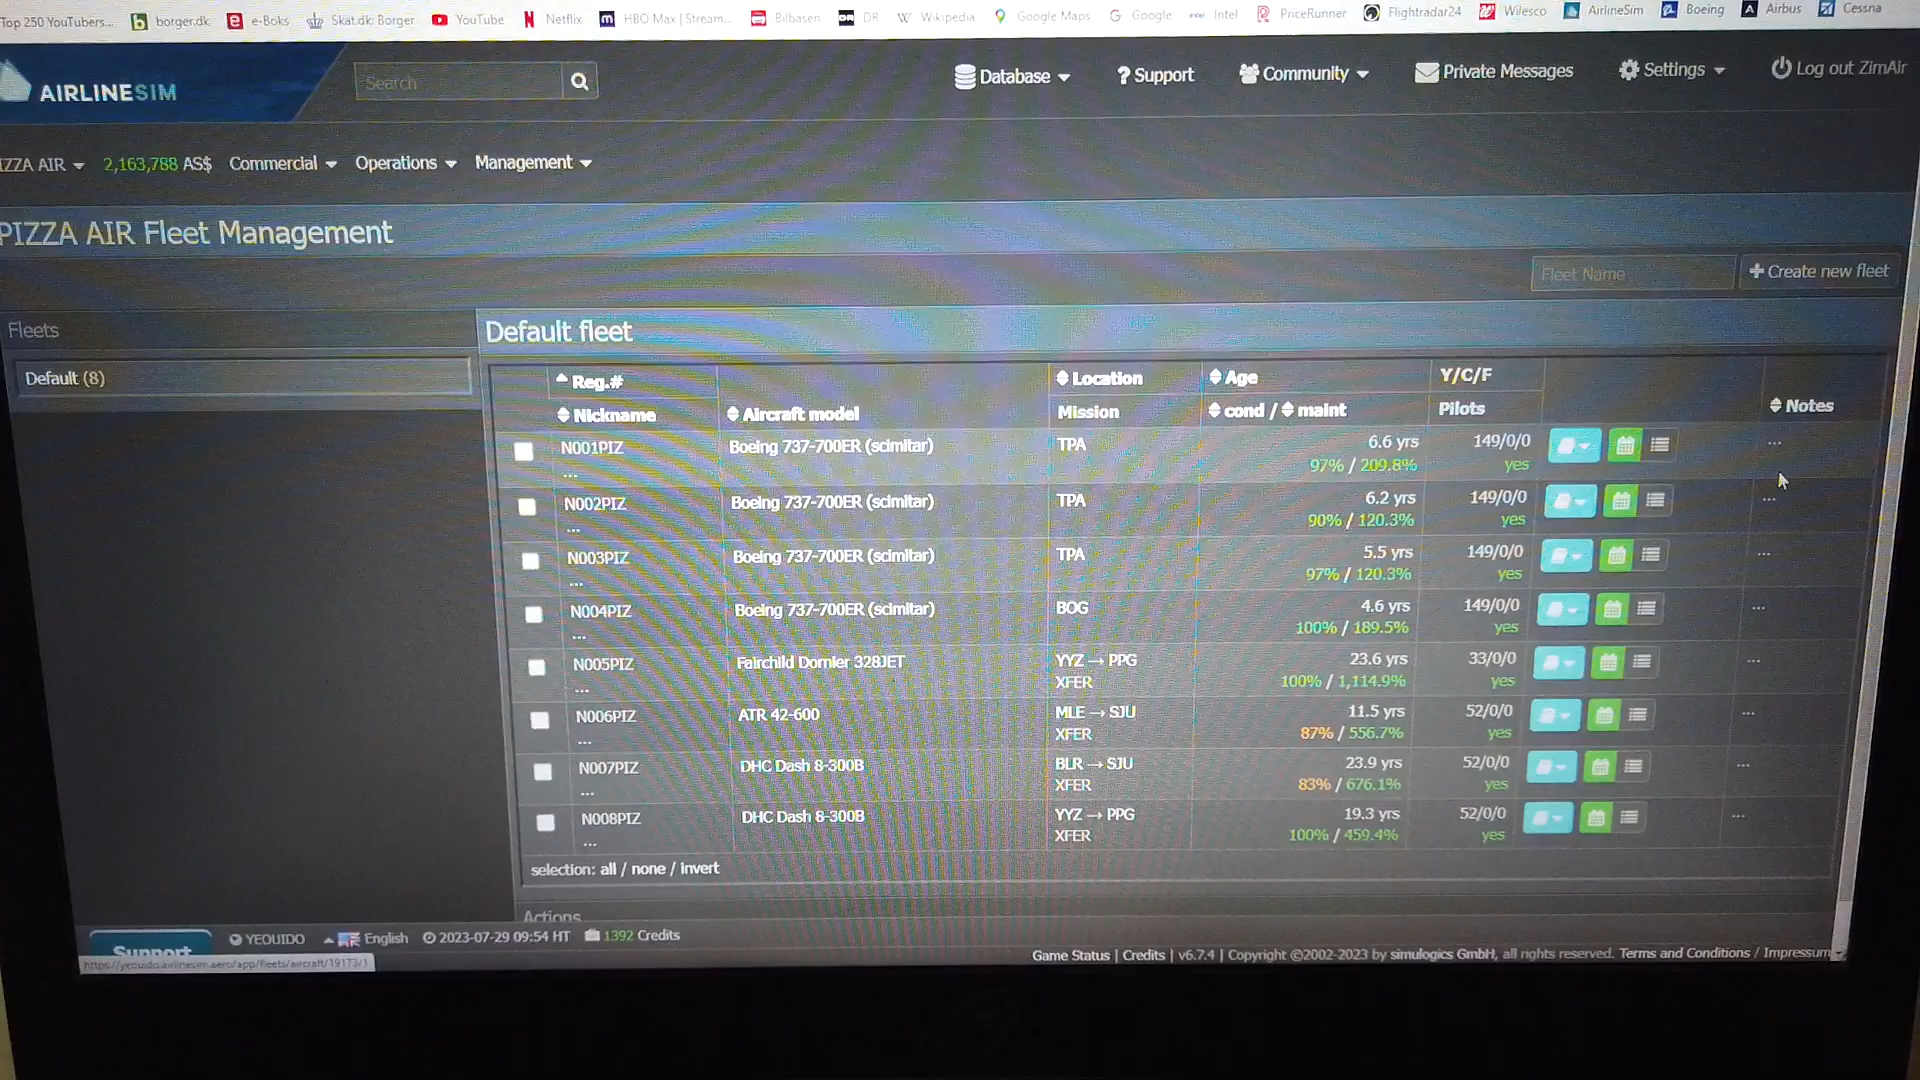 Top 250 YouTubers... borger.dk e-Boks Skat.dk: Borger YouTube Netflix HBO Max | Stream... Bilbasen DR Wikipedia Google Maps Google Intel PriceRunner Flightradar24 Wilesco AirlineSim Boeing Airbus Cessna
AIRLINESIM Search Database ? Support Community Private Messages Settings Log out ZimAir
IZZA AIR 2,163,788 AS$ Commercial Operations Management
PIZZA AIR Fleet Management
Fleet Name + Create new fleet
Fleets
Default (8)
Default fleet
Reg.# Location Age Y/C/F
Nickname Aircraft model Mission cond / maint Pilots Notes
N001PIZ Boeing 737-700ER (scimitar) TPA 6.6 yrs 149/0/0 ...
... 97% / 209.8% yes
N002PIZ Boeing 737-700ER (scimitar) TPA 6.2 yrs 149/0/0 ...
... 90% / 120.3% yes
N003PIZ Boeing 737-700ER (scimitar) TPA 5.5 yrs 149/0/0 ...
... 97% / 120.3% yes
N004PIZ Boeing 737-700ER (scimitar) BOG 4.6 yrs 149/0/0 ...
... 100% / 189.5% yes
N005PIZ Fairchild Dornier 328JET YYZ → PPG 23.6 yrs 33/0/0 ...
... XFER 100% / 1,114.9% yes
N006PIZ ATR 42-600 MLE → SJU 11.5 yrs 52/0/0 ...
... XFER 87% / 556.7% yes
N007PIZ DHC Dash 8-300B BLR → SJU 23.9 yrs 52/0/0 ...
... XFER 83% / 676.1% yes
N008PIZ DHC Dash 8-300B YYZ → PPG 19.3 yrs 52/0/0 ...
... XFER 100% / 459.4% yes
selection: all / none / invert
Actions
Support YEOUIDO English 2023-07-29 09:54 HT 1392 Credits
Game Status | Credits | v6.7.4 | Copyright ©2002-2023 by simulogics GmbH, all rights reserved. Terms and Conditions / Impressum
https://yeouido.airlinesim.aero/app/fleets/aircraft/19173/1